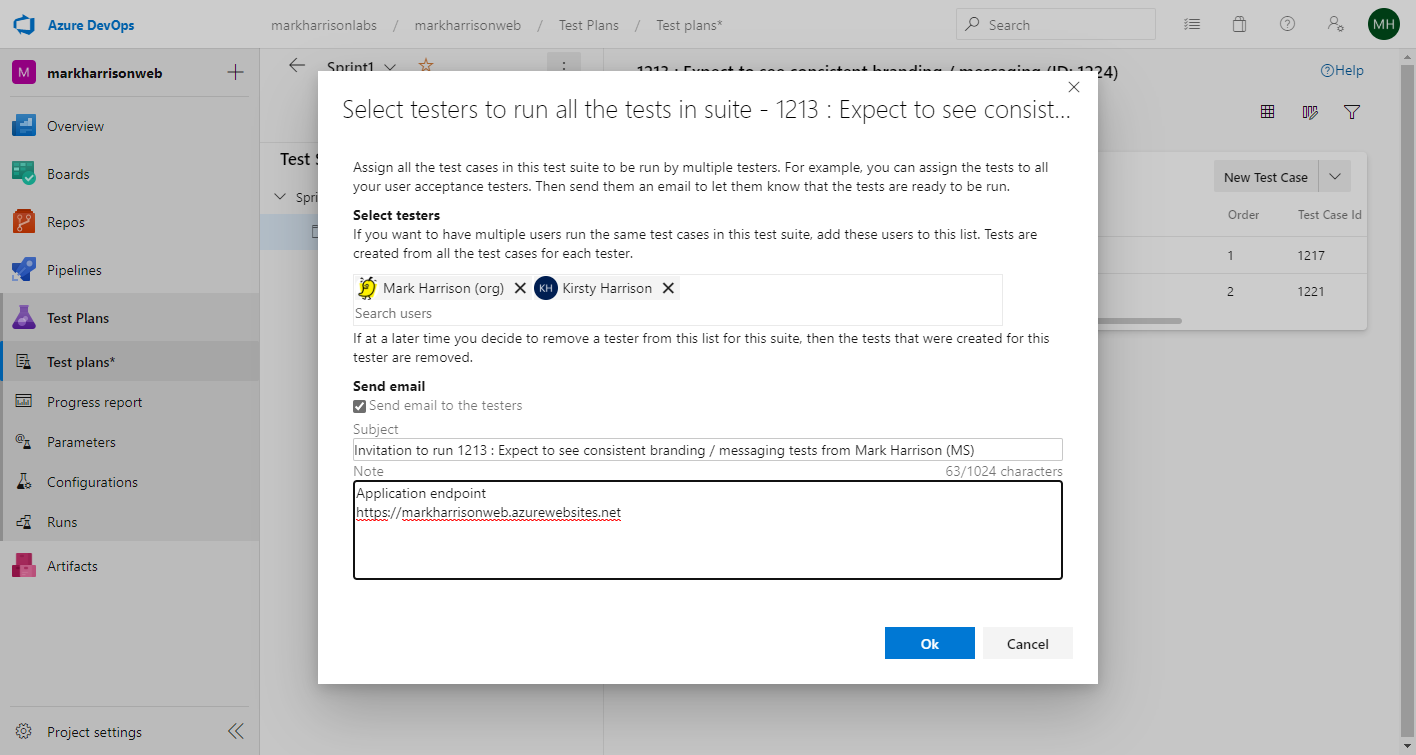 Azure DevOps
markharrisonlabs / markharrisonweb / Test Plans / Test plans*
Search
MH
M markharrisonweb
Overview
Boards
Repos
Pipelines
Test Plans
Test plans*
Progress report
Parameters
Configurations
Runs
Artifacts
Project settings
Sprint1
1213 : Expect to see consistent branding / messaging (ID: 1224)
Help
Test S
Spri
New Test Case
Order Test Case Id
1 1217
2 1221
Select testers to run all the tests in suite - 1213 : Expect to see consist...
Assign all the test cases in this test suite to be run by multiple testers. For example, you can assign the tests to all
your user acceptance testers. Then send them an email to let them know that the tests are ready to be run.
Select testers
If you want to have multiple users run the same test cases in this test suite, add these users to this list. Tests are
created from all the test cases for each tester.
Mark Harrison (org) KH Kirsty Harrison
Search users
If at a later time you decide to remove a tester from this list for this suite, then the tests that were created for this
tester are removed.
Send email
Send email to the testers
Subject
Invitation to run 1213 : Expect to see consistent branding / messaging tests from Mark Harrison (MS)
Note 63/1024 characters
Application endpoint
https://markharrisonweb.azurewebsites.net
Ok Cancel